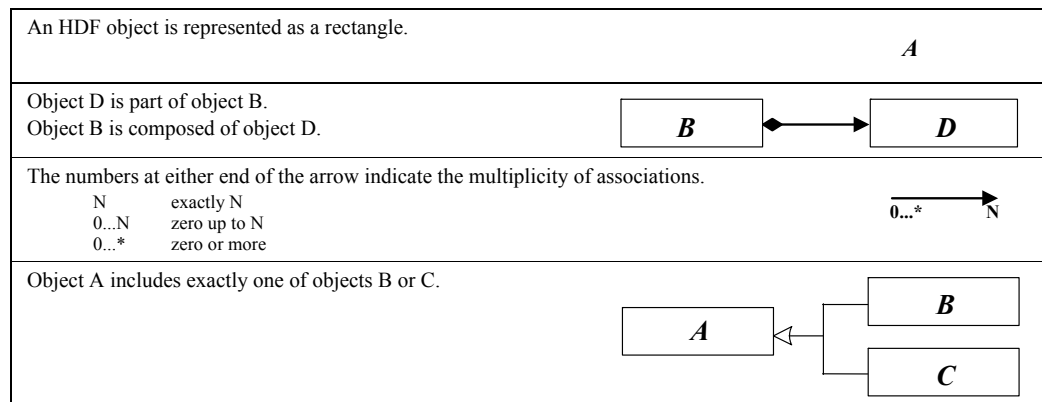 An HDF object is represented as a rectangle.
A
Object D is part of object B.
Object B is composed of object D.
B D
The numbers at either end of the arrow indicate the multiplicity of associations.
N exactly N
0...N zero up to N
0...* zero or more
0...* N
Object A includes exactly one of objects B or C.
B
A
C